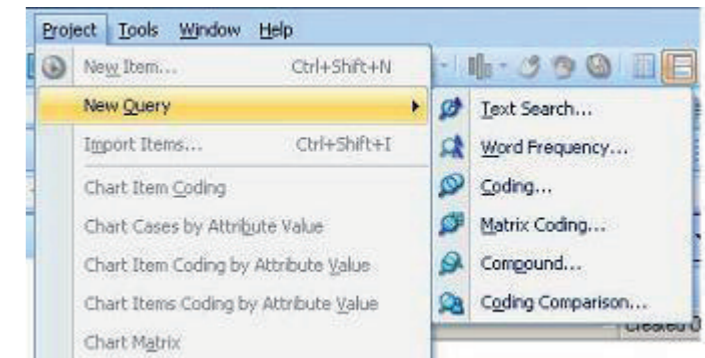 Project Tools Window Help
New Item... Ctrl+Shift+N
New Query
Import Items... Ctrl+Shift+I
Chart Item Coding
Chart Cases by Attribute Value
Chart Item Coding by Attribute Value
Chart Items Coding by Attribute Value
Chart Matrix
Text Search...
Word Frequency...
Coding...
Matrix Coding...
Compound...
Coding Comparison...
Created O